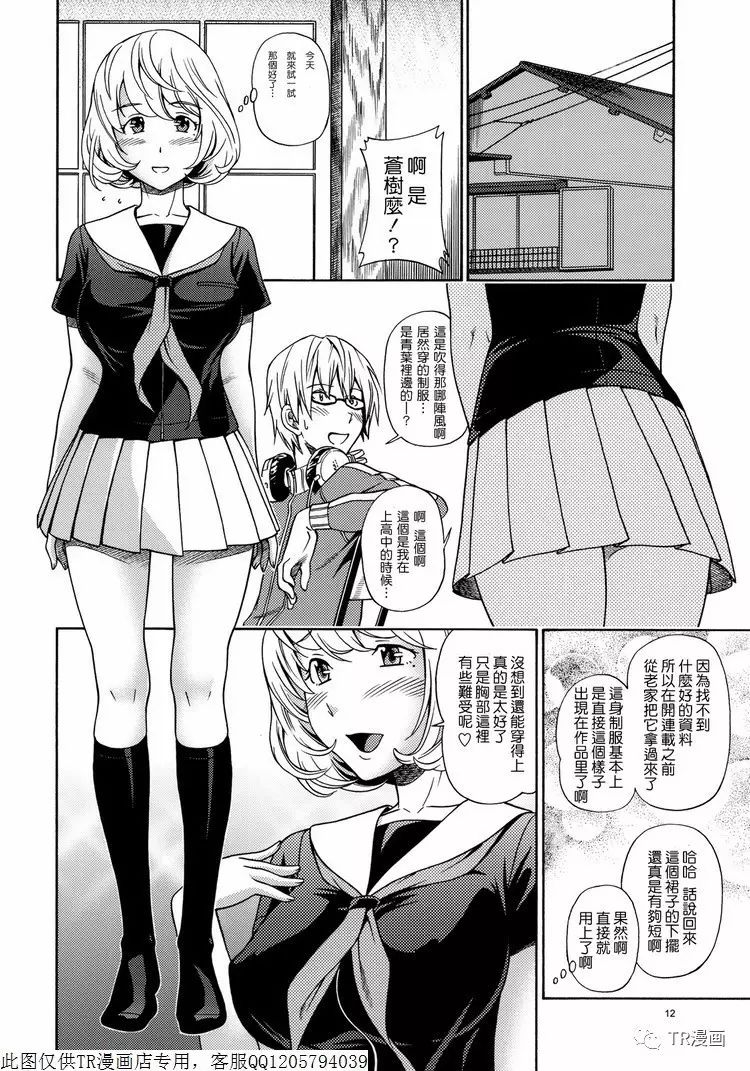 啊 是
蒼樹麼！？
今天
就來試一試
那個好了…
這是吹得那哪陣風啊
居然穿的制服…
是青葉裡邊的—？
啊 這個啊
這個是我在
上高中的時候…
因為找不到
什麼好的資料
所以在開連載之前
從老家把它拿過來了
這身制服基本上
是直接這個樣子
出現在作品里了啊
哈哈 話說回來
這個裙子的下擺
還真是有夠短啊
果然啊
直接就
用上了啊
沒想到還能穿得上
真的是太好了
只是胸部這裡
有些難受呢♡
12
TR漫画
此图仅供TR漫画店专用，客服QQ1205794039